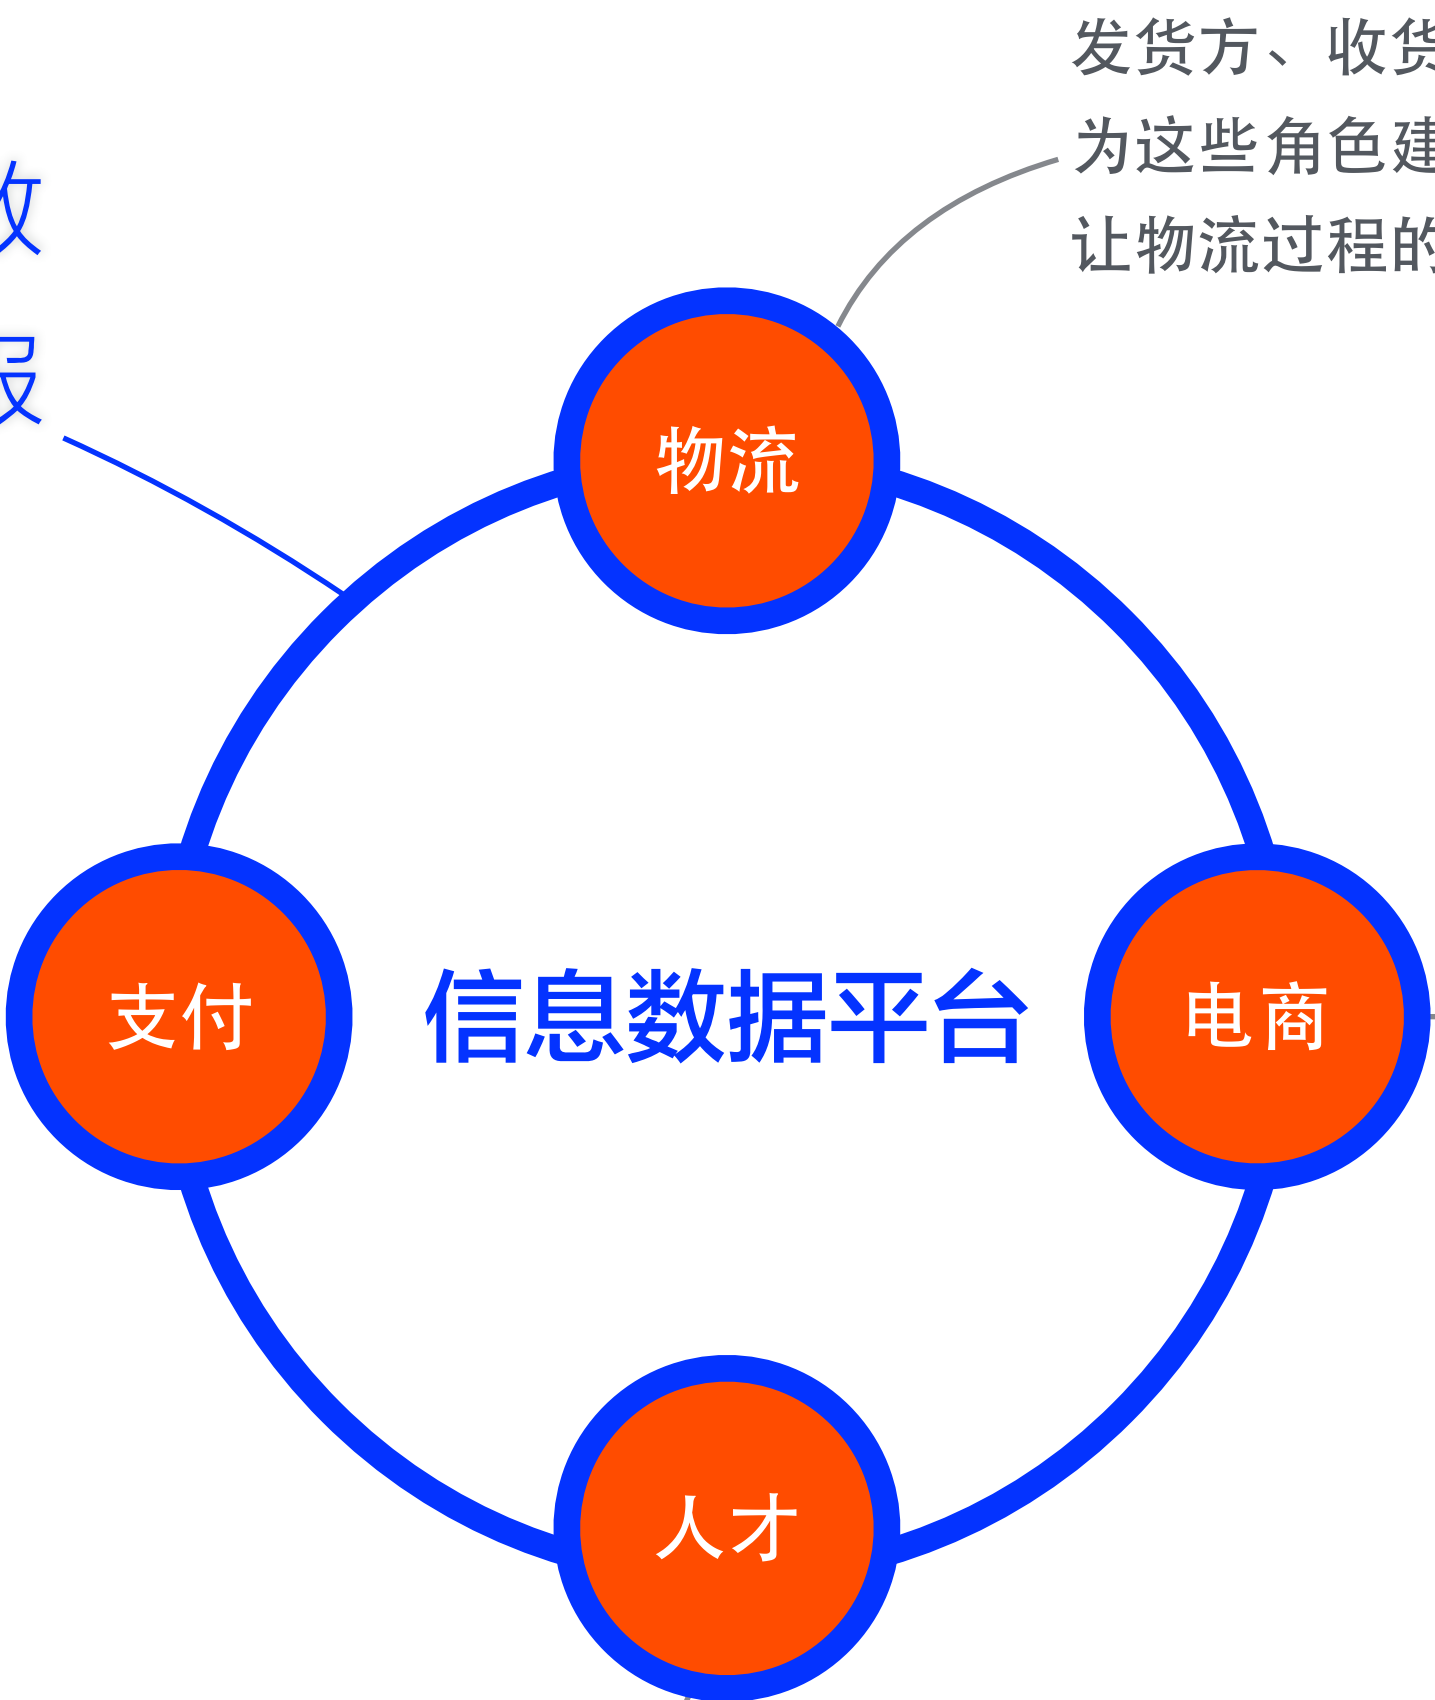 发货方、收货
为这些角色建
让物流过程的
物流
支付
信息数据平台
电商
人才